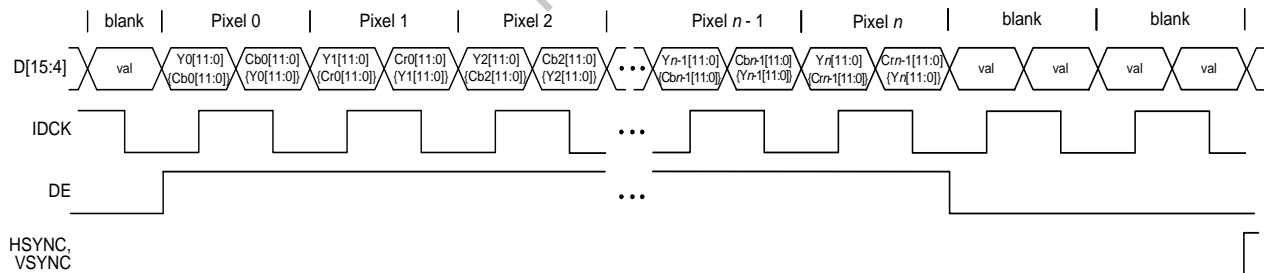 blank Pixel 0 Pixel 1 Pixel 2 Pixel n - 1 Pixel n blank blank
Y0[11:0] Cb0[11:0] Y1[11:0] Cr0[11:0] Y2[11:0] Cb2[11:0] Yn-1[11:0] Cbn-1[11:0] Yn[11:0] Crn-1[11:0]
D[15:4] val ••• val val val val
{Cb0[11:0]} {Y0[11:0]} {Cr0[11:0]} {Y1[11:0]} {Cb2[11:0]} {Y2[11:0]} {Cbn-1[11:0]} {Yn-1[11:0]} {Crn-1[11:0]} {Yn[11:0]}
IDCK •••
DE •••
HSYNC,
VSYNC